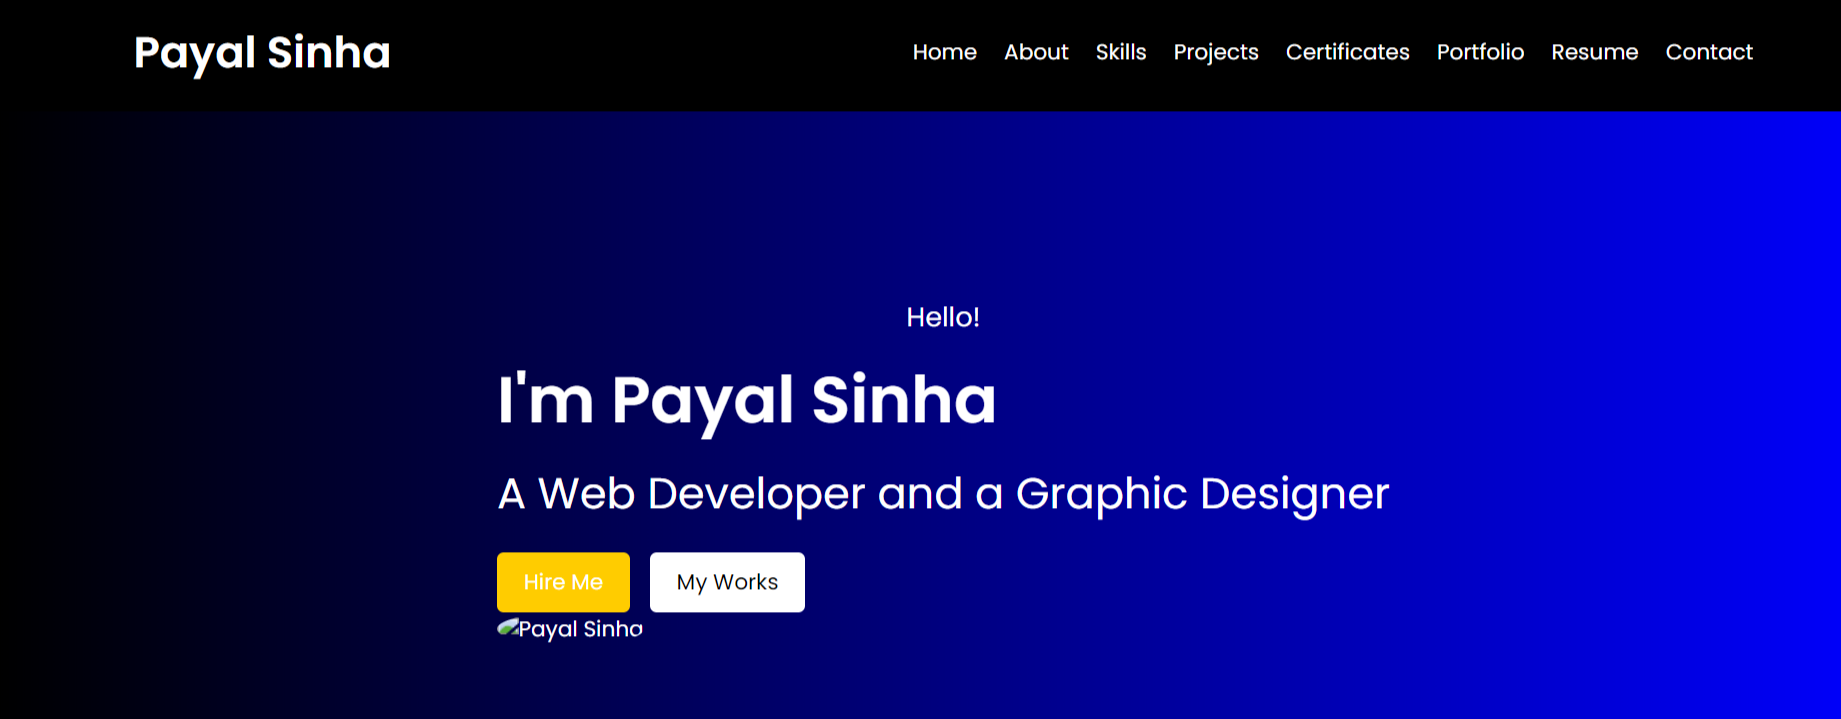 Payal Sinha
Home About Skills Projects Certificates Portfolio Resume Contact
Hello!
I'm Payal Sinha
A Web Developer and a Graphic Designer
Hire Me
My Works
Payal Sinha